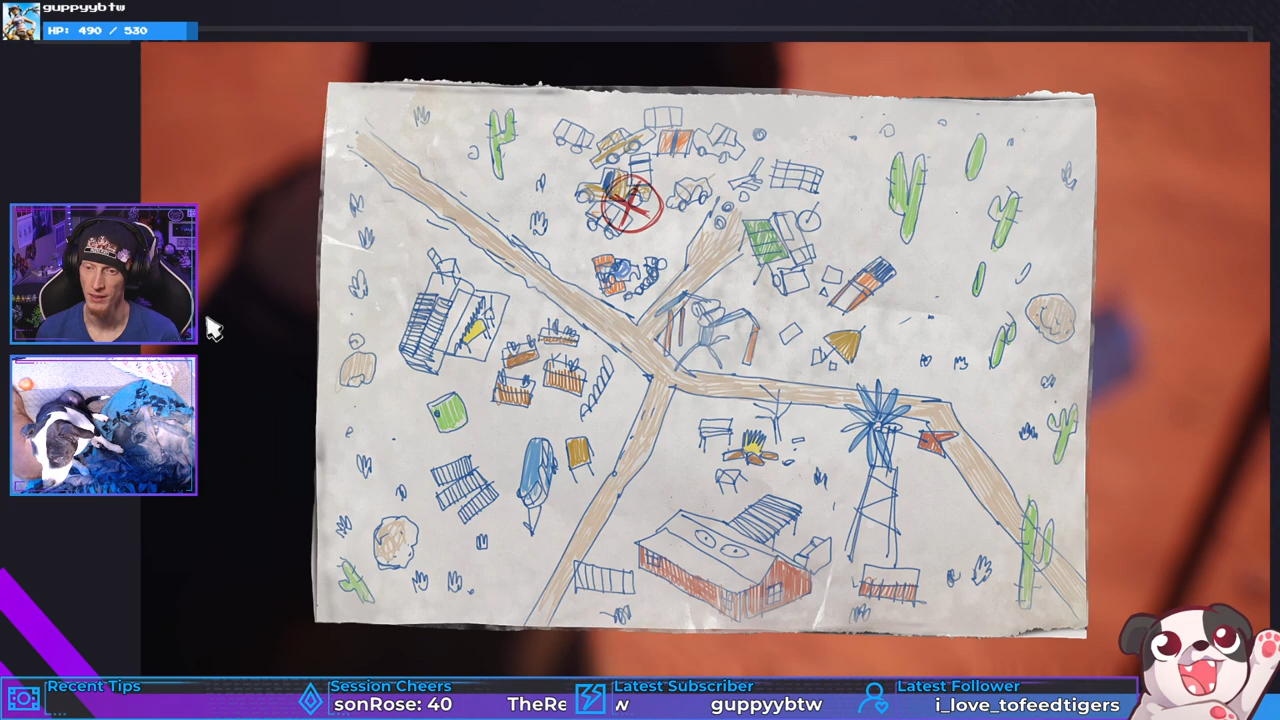 guppyybtw
HP: 490 / 530
Recent Tips
Session Cheers
Latest Subscriber
Latest Follower
sonRose: 40
TheRe
w
guppyybtw
i_love_tofeedtigers